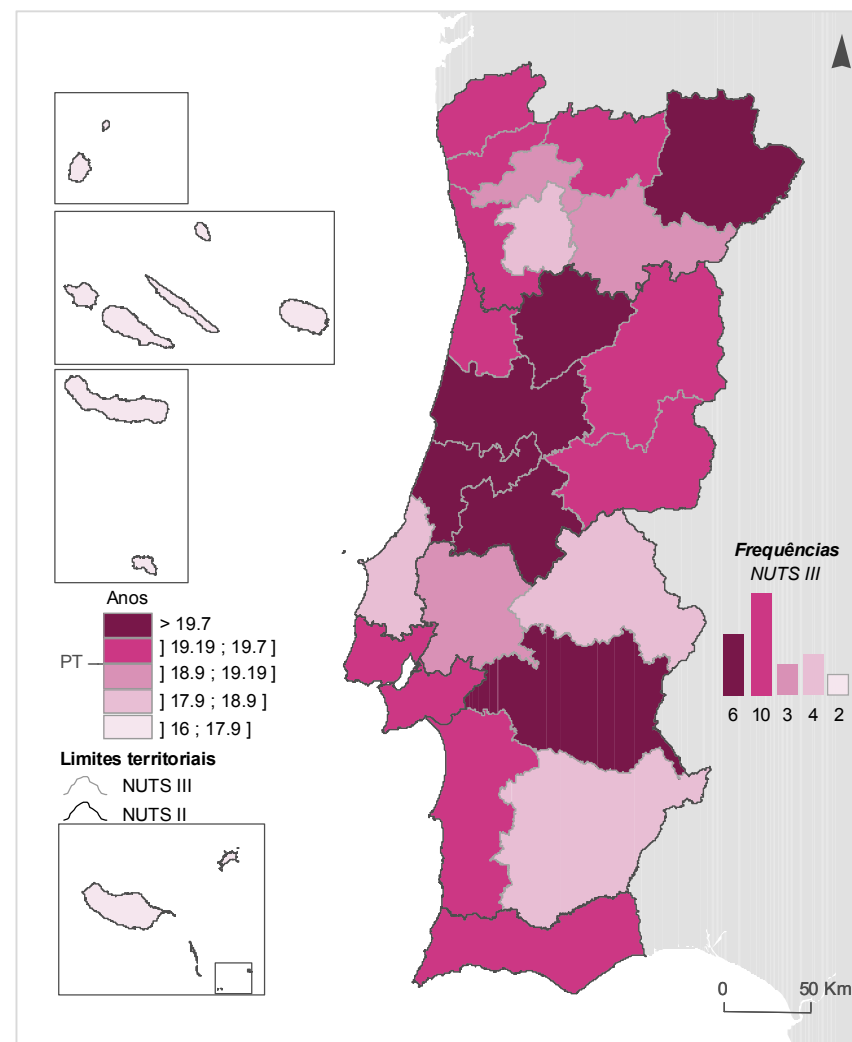 Anos
> 19.7
] 19.19 ; 19.7 ]
PT
] 18.9 ; 19.19 ]
] 17.9 ; 18.9 ]
] 16 ; 17.9 ]
Limites territoriais
NUTS III
NUTS II
Frequências
NUTS III
6 10 3 4 2
0 50 Km